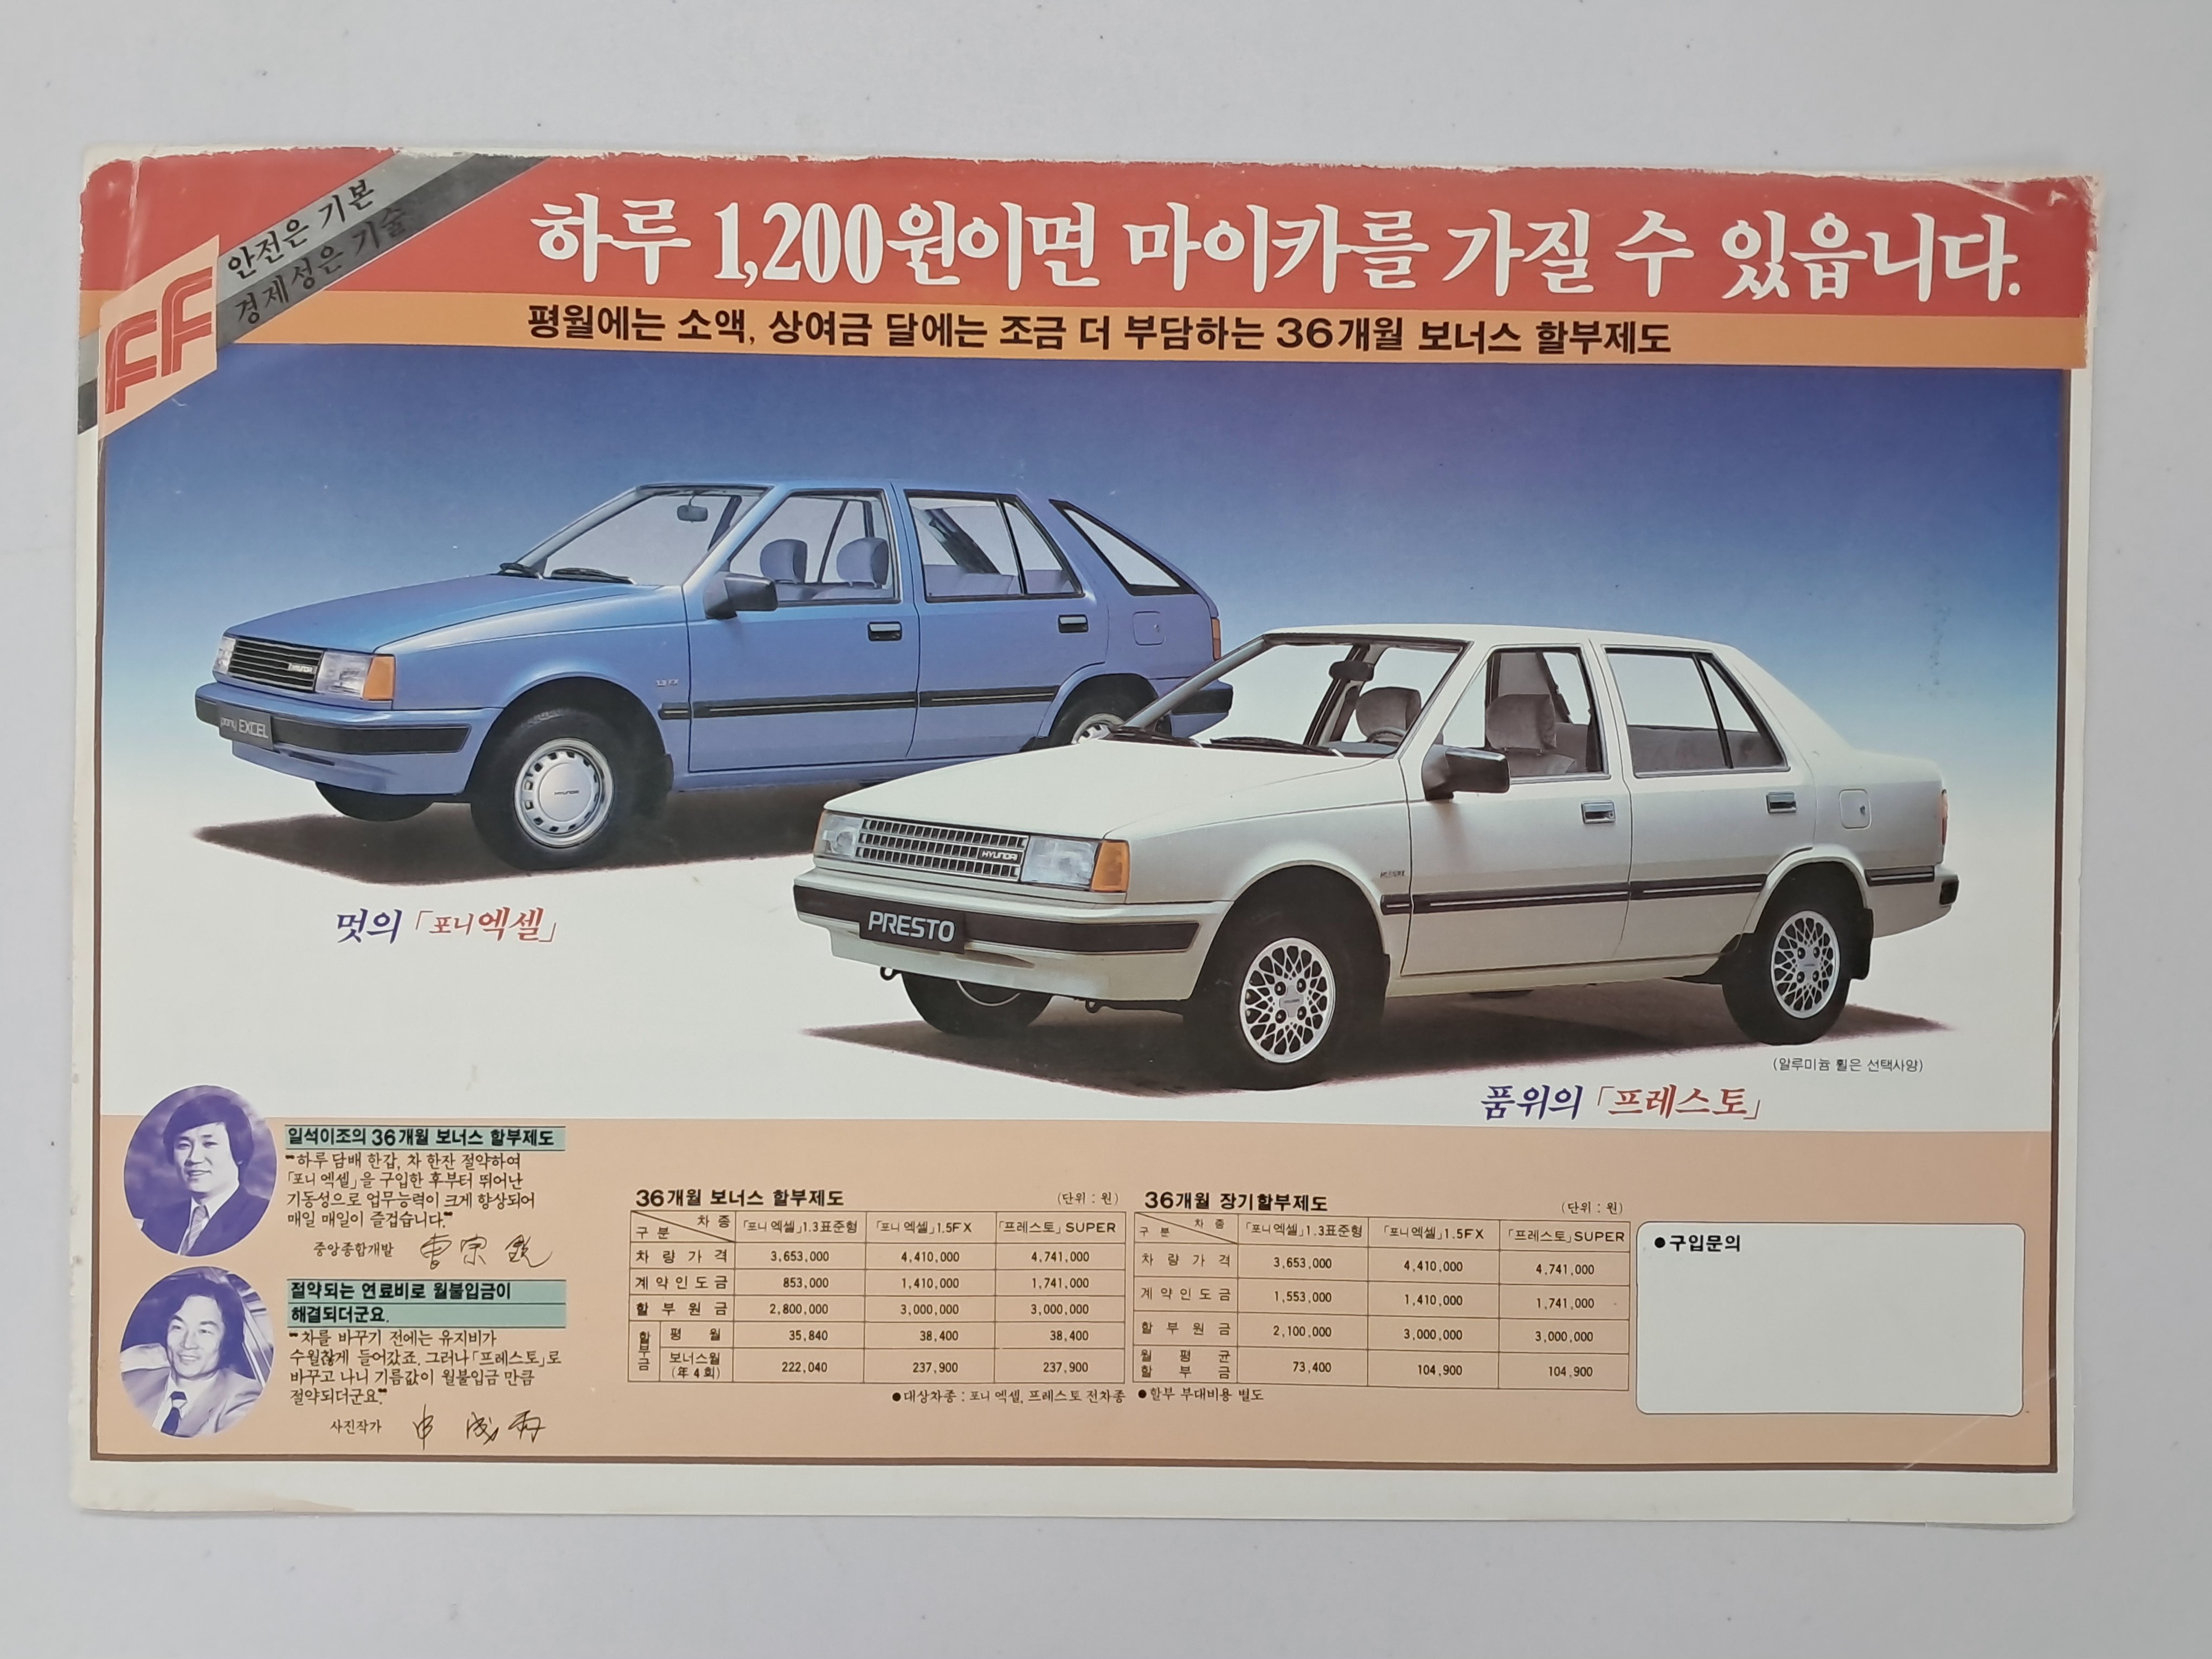 안전은 기본
경제성은 기술
FF
하루 1,200원이면 마이카를 가질 수 있읍니다.
평월에는 소액, 상여금 달에는 조금 더 부담하는 36개월 보너스 할부제도
HYUNDAI
pony EXCEL
HYUNDAI
HYUNDAI
PRESTO
멋의 「포니엑셀」
(알루미늄 휠은 선택사양)
품위의 「프레스토」
일석이조의 36개월 보너스 할부제도
"하루 담배 한갑, 차 한잔 절약하여
「포니엑셀」을 구입한 후부터 뛰어난
기동성으로 업무능력이 크게 향상되어
매일 매일이 즐겁습니다."
중앙종합개발
절약되는 연료비로 월불입금이
해결되더군요.
"차를 바꾸기 전에는 유지비가
수월찮게 들어갔죠. 그러나 「프레스토」로
바꾸고 나니 기름값이 월불입금 만큼
절약되더군요"
사진작가
36개월 보너스 할부제도 (단위 : 원)
구분 차종 「포니엑셀」1.3표준형 「포니엑셀」1.5FX 「프레스토」SUPER
차량가격 3,653,000 4,410,000 4,741,000
계약인도금 853,000 1,410,000 1,741,000
할부원금 2,800,000 3,000,000 3,000,000
할부금 평월 35,840 38,400 38,400
보너스월 (年4회) 222,040 237,900 237,900
●대상차종 : 포니엑셀, 프레스토 전차종
36개월 장기할부제도 (단위 : 원)
구분 차종 「포니엑셀」1.3표준형 「포니엑셀」1.5FX 「프레스토」SUPER
차량가격 3,653,000 4,410,000 4,741,000
계약인도금 1,553,000 1,410,000 1,741,000
할부원금 2,100,000 3,000,000 3,000,000
월평균할부금 73,400 104,900 104,900
●할부 부대비용 별도
●구입문의